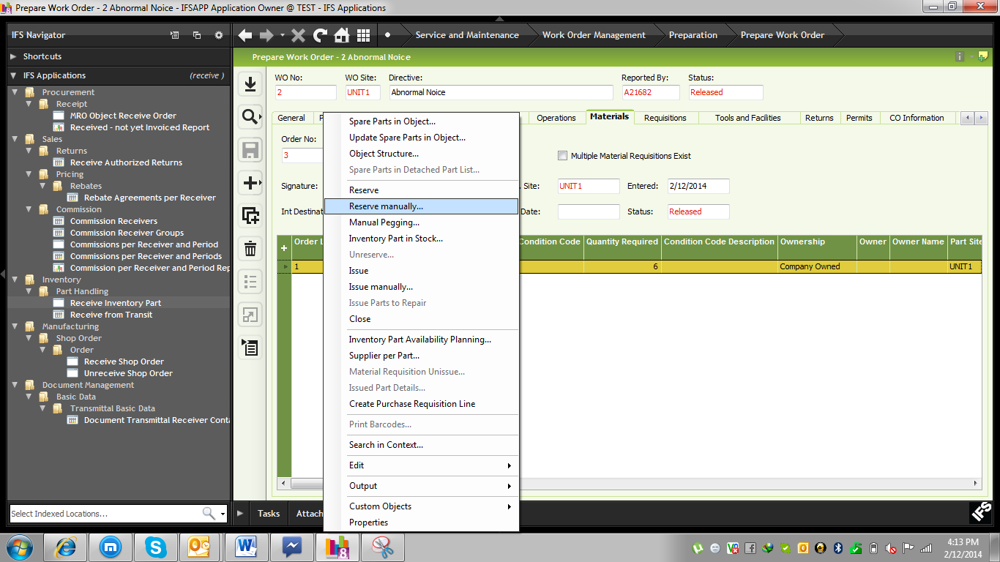 Prepare Work Order - 2 Abnormal Noice - IFSAPP Application Owner @ TEST - IFS Applications
IFS Navigator
Service and Maintenance
Work Order Management
Preparation
Prepare Work Order
Shortcuts
IFS Applications
(receive )
Procurement
Receipt
MRO Object Receive Order
Received - not yet Invoiced Report
Sales
Returns
Receive Authorized Returns
Pricing
Rebates
Rebate Agreements per Receiver
Commission
Commission Receivers
Commission Receiver Groups
Commissions per Receiver and Period
Commissions per Receiver and Periods
Commission per Receiver and Period Rep
Inventory
Part Handling
Receive Inventory Part
Receive from Transit
Manufacturing
Shop Order
Order
Receive Shop Order
Unreceive Shop Order
Document Management
Basic Data
Transmittal Basic Data
Document Transmittal Receiver Conta
Select Indexed Locations...
Prepare Work Order - 2 Abnormal Noice
WO No:
WO Site:
Directive:
Reported By:
Status:
2
UNIT1
Abnormal Noice
A21682
Released
General
P
Operations
Materials
Requisitions
Tools and Facilities
Returns
Permits
CO Information
Order No:
3
Multiple Material Requisitions Exist
Signature:
. Site:
UNIT1
Entered:
2/12/2014
Int Destinat
Date:
Status:
Released
Order L
Condition Code
Quantity Required
Condition Code Description
Ownership
Owner
Owner Name
Part Site
1
6
Company Owned
UNIT1
Spare Parts in Object...
Update Spare Parts in Object...
Object Structure...
Spare Parts in Detached Part List...
Reserve
Reserve manually...
Manual Pegging...
Inventory Part in Stock...
Unreserve...
Issue
Issue manually...
Issue Parts to Repair
Close
Inventory Part Availability Planning...
Supplier per Part...
Material Requisition Unissue...
Issued Part Details...
Create Purchase Requisition Line
Print Barcodes...
Search in Context...
Edit
Output
Custom Objects
Properties
Tasks
Attach
IFS
8
4:13 PM
2/12/2014